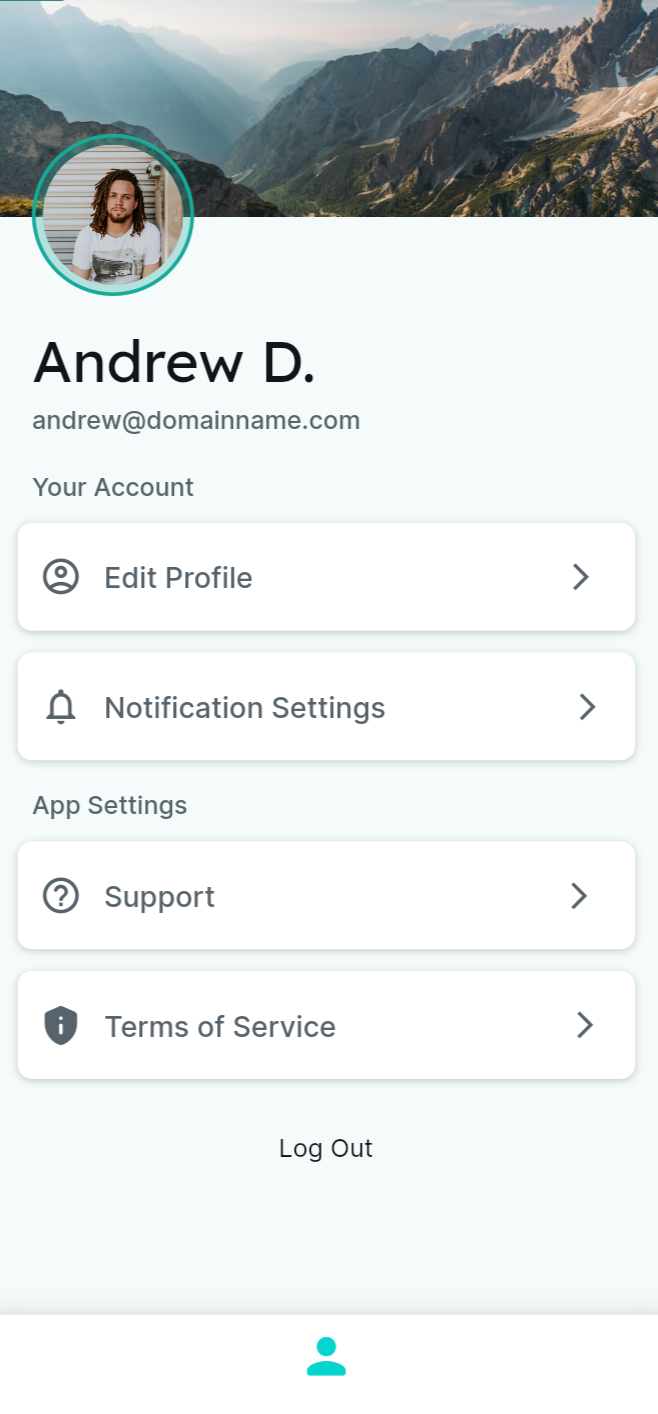 Andrew D.
andrew@domainname.com
Your Account
Edit Profile
Notification Settings
App Settings
Support
Terms of Service
Log Out